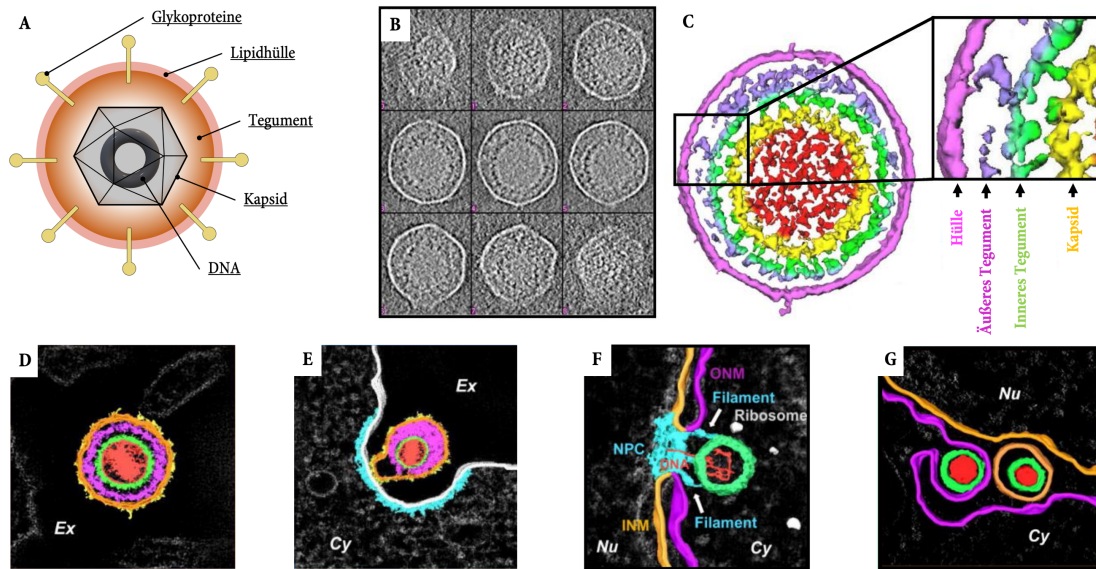 A
Glykoproteine
Lipidhülle
Tegument
Kapsid
DNA
B
C
Hülle
Äußeres Tegument
Inneres Tegument
Kapsid
D
Ex
E
Ex
Cy
F
ONM
Filament
Ribosome
NPC
DNA
INM
Filament
Nu
Cy
G
Nu
Cy